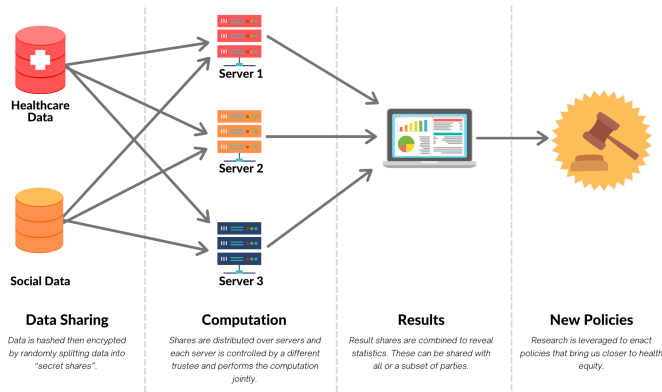 Healthcare
Data
Social Data
Server 1
Server 2
Server 3
Data Sharing
Data is hashed then encrypted
by randomly splitting data into
"secret shares".
Computation
Shares are distributed over servers and
each server is controlled by a different
trustee and performs the computation
jointly.
Results
Result shares are combined to reveal
statistics. These can be shared with
all or a subset of parties.
New Policies
Research is leveraged to enact
policies that bring us closer to health
equity.